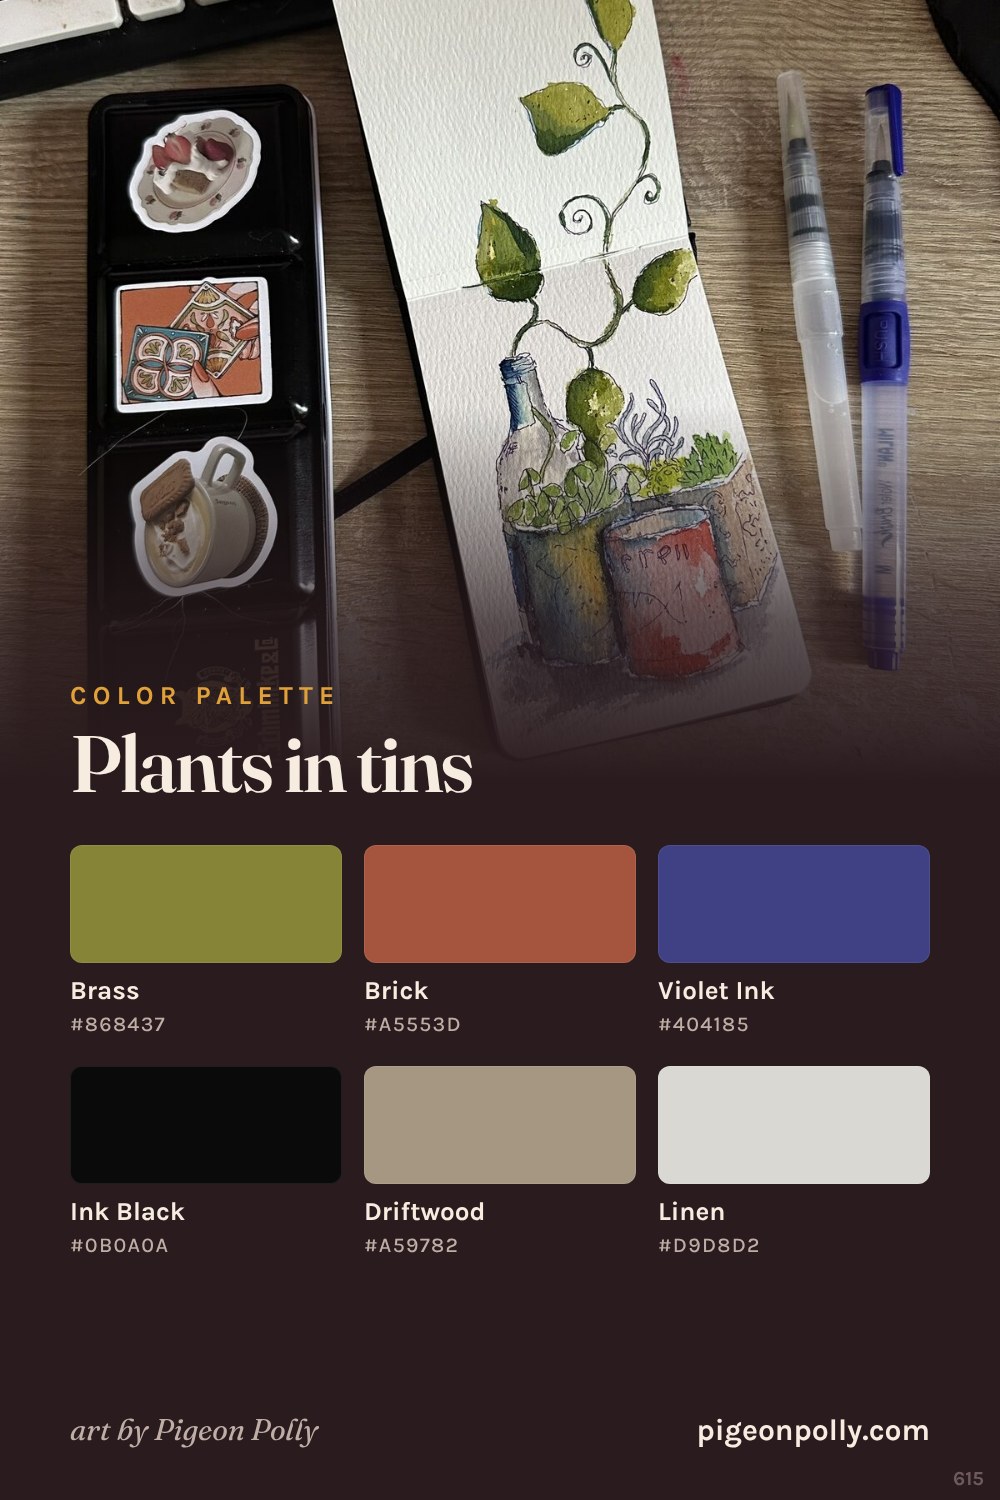 COLOR PALETTE
Plants in tins
Brass
#868437
Brick
#A5553D
Violet Ink
#404185
Ink Black
#0B0A0A
Driftwood
#A59782
Linen
#D9D8D2
art by Pigeon Polly
pigeonpolly.com
615